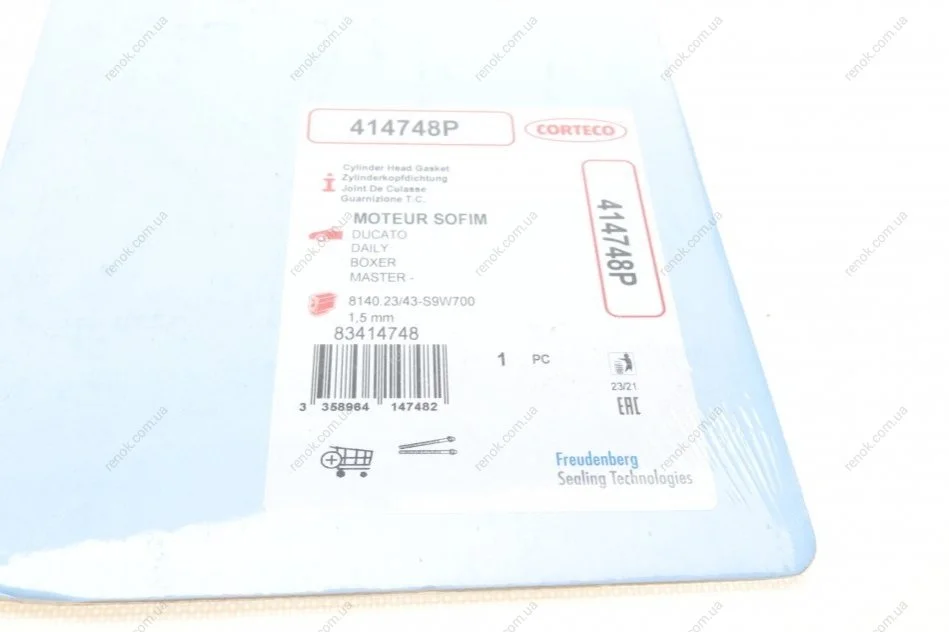 414748P
CORTECO
Cylinder Head Gasket
Zylinderkopfdichtung
Joint De Culasse
Guarnizione T.C.
414748P
MOTEUR SOFIM
DUCATO
DAILY
BOXER
MASTER -
8140.23/43-S9W700
1,5 mm
83414748
1 PC
3 358964 147482
23/21
EAC
Freudenberg
Sealing Technologies
renok.com.ua